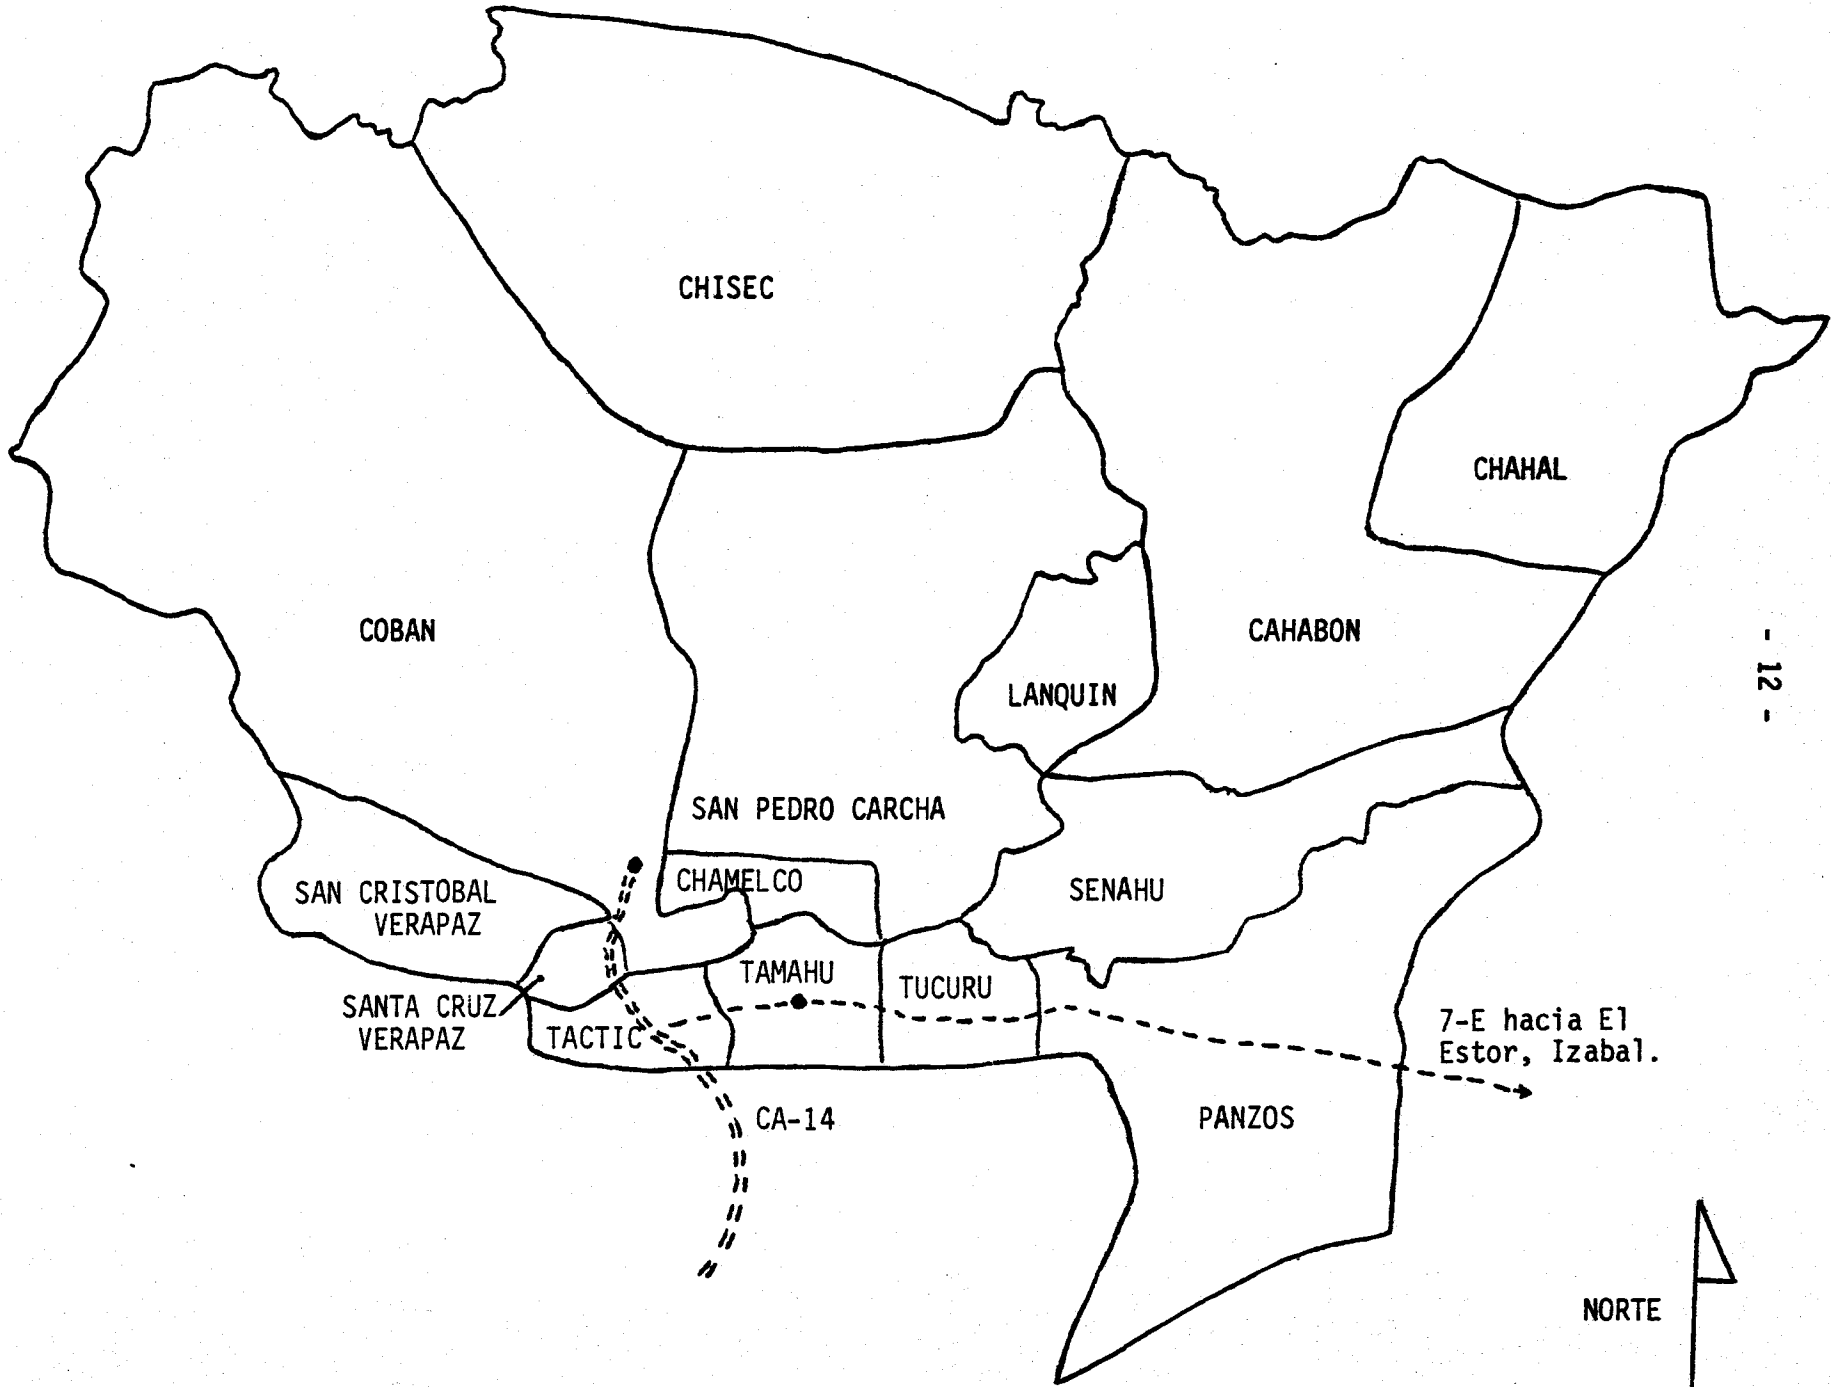 CHISEC
CHAHAL
COBAN
CAHABON
- 12 -
LANQUIN
SAN PEDRO CARCHA
CHAMELCO
SAN CRISTOBAL
VERAPAZ
SENAHU
TAMAHU
TUCURU
SANTA CRUZ
VERAPAZ
TACTIC
7-E hacia El
Estor, Izabal.
CA-14
PANZOS
NORTE